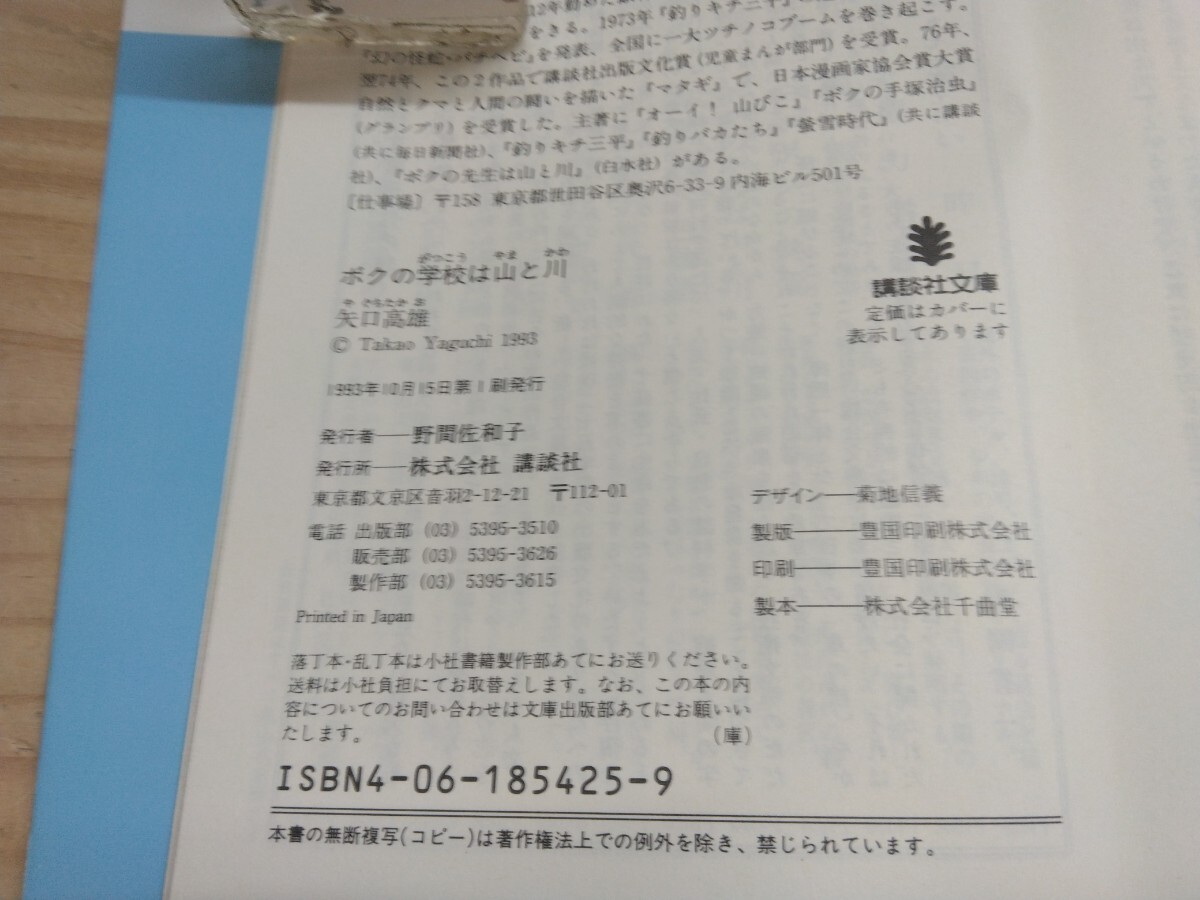 をきる。1973年『釣りキチ三平』
『幻の怪蛇・バチヘビ』を発表、全国に一大ツチノコブームを巻き起こす。
翌74年、この2作品で講談社出版文化賞(児童まんが部門)を受賞。76年、
自然とクマと人間の闘いを描いた『マタギ』で、日本漫画家協会賞大賞
(グランプリ)を受賞した。主著に『オーイ! 山びこ』『ボクの手塚治虫』
(共に毎日新聞社)、『釣りキチ三平』『釣りバカたち』『螢雪時代』(共に講談
社)、『ボクの先生は山と川』(白水社)がある。
〔仕事場〕〒158 東京都世田谷区奥沢6-33-9内海ビル501号
がっこう やま かわ
ボクの学校は山と川
や ぐちたか お
矢口高雄
© Takao Yaguchi 1993
講談社文庫
定価はカバーに
表示してあります
1993年10月15日第1刷発行
発行者——野間佐和子
発行所——株式会社 講談社
東京都文京区音羽2-12-21 〒112-01
電話 出版部 (03) 5395-3510
販売部 (03) 5395-3626
製作部 (03) 5395-3615
Printed in Japan
デザイン—菊地信義
製版———豊国印刷株式会社
印刷———豊国印刷株式会社
製本———株式会社千曲堂
落丁本・乱丁本は小社書籍製作部あてにお送りください。
送料は小社負担にてお取替えします。なお、この本の内
容についてのお問い合わせは文庫出版部あてにお願いい
たします。 (庫)
ISBN4-06-185425-9
本書の無断複写(コピー)は著作権法上での例外を除き、禁じられています。